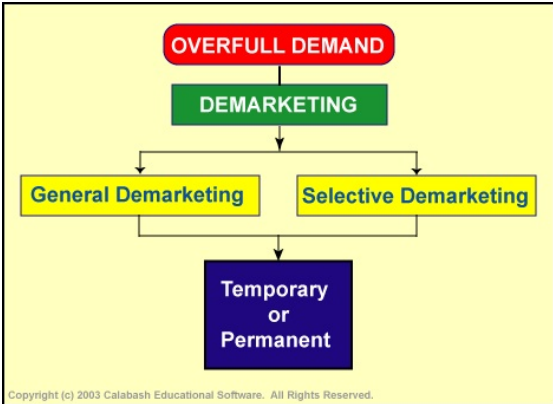 OVERFULL DEMAND
DEMARKETING
General Demarketing
Selective Demarketing
Temporary
or
Permanent
Copyright (c) 2003 Calabash Educational Software.  All Rights Reserved.